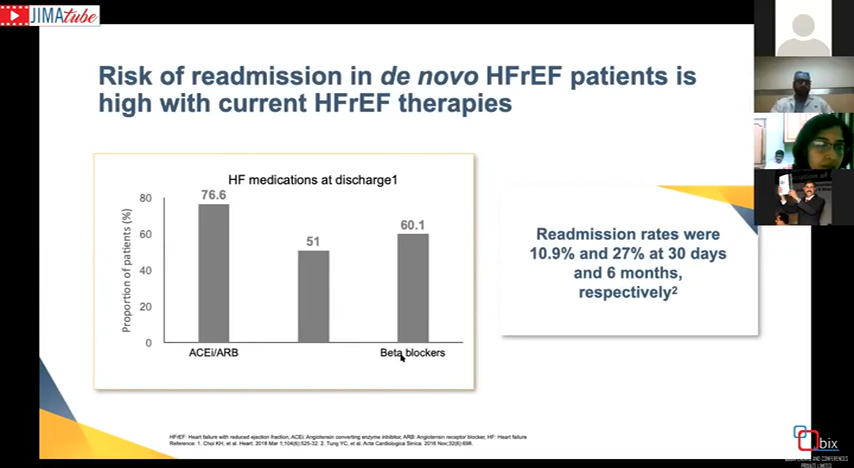 JIMAtube
Risk of readmission in de novo HFrEF patients is
high with current HFrEF therapies
HF medications at discharge1
Proportion of patients (%)
80
60
40
20
0
76.6
51
60.1
ACEi/ARB
Beta blockers
Readmission rates were
10.9% and 27% at 30 days
and 6 months,
respectively2
HFrEF: Heart failure with reduced ejection fraction, ACEi: Angiotensin converting enzyme inhibitor, ARB: Angiotensin receptor blocker, HF: Heart failure
Reference: 1. Choi KH, et al. Heart. 2018 Mar 1;104(6):525-32. 2. Tung YC, et al. Acta Cardiologica Sinica. 2016 Nov;32(6):698.
Qbix
AND CONFERENCES
PRIVATE LIMITED